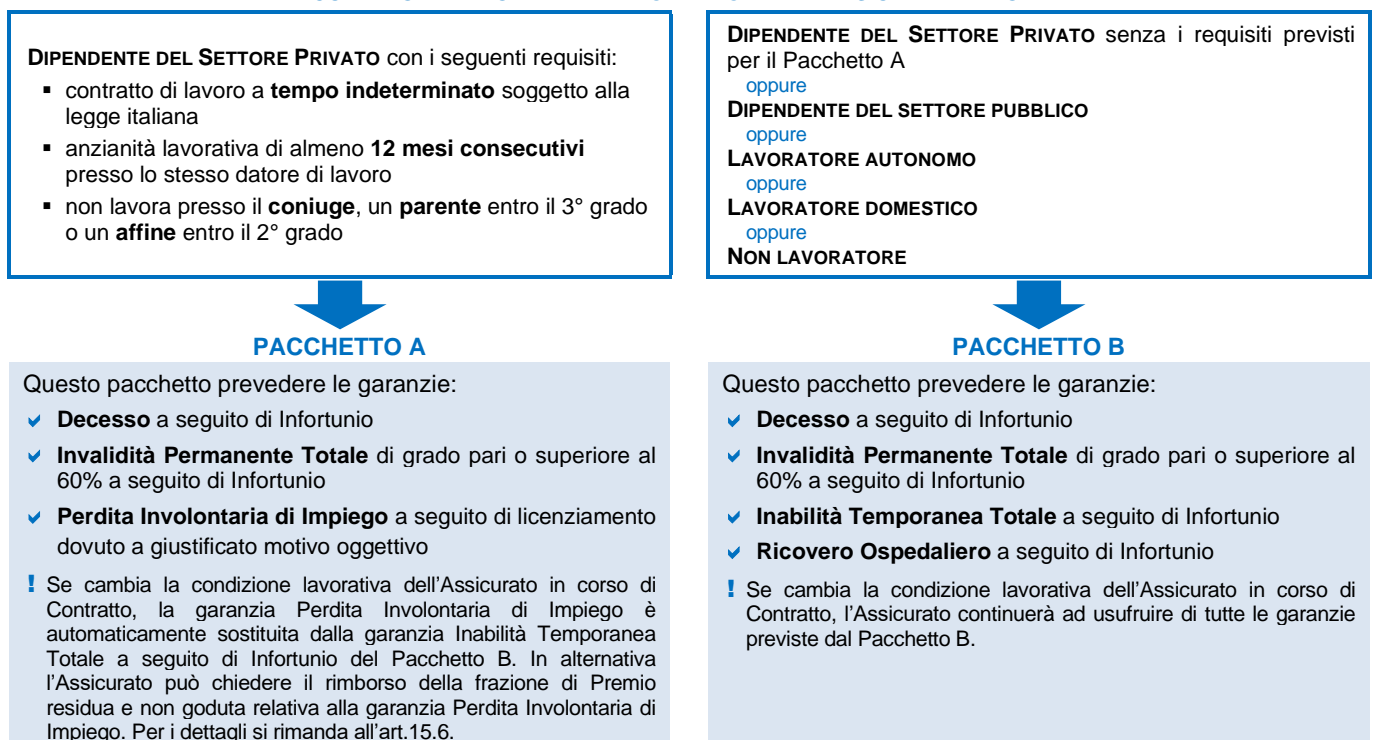 DIPENDENTE DEL SETTORE PRIVATO con i seguenti requisiti:
▪ contratto di lavoro a tempo indeterminato soggetto alla
legge italiana
▪ anzianità lavorativa di almeno 12 mesi consecutivi
presso lo stesso datore di lavoro
▪ non lavora presso il coniuge, un parente entro il 3° grado
o un affine entro il 2° grado
PACCHETTO A
Questo pacchetto prevedere le garanzie:
Decesso a seguito di Infortunio
Invalidità Permanente Totale di grado pari o superiore al
60% a seguito di Infortunio
Perdita Involontaria di Impiego a seguito di licenziamento
dovuto a giustificato motivo oggettivo
! Se cambia la condizione lavorativa dell'Assicurato in corso di
Contratto, la garanzia Perdita Involontaria di Impiego è
automaticamente sostituita dalla garanzia Inabilità Temporanea
Totale a seguito di Infortunio del Pacchetto B. In alternativa
l'Assicurato può chiedere il rimborso della frazione di Premio
residua e non goduta relativa alla garanzia Perdita Involontaria di
Impiego. Per i dettagli si rimanda all'art.15.6.
DIPENDENTE DEL SETTORE PRIVATO senza i requisiti previsti
per il Pacchetto A
oppure
DIPENDENTE DEL SETTORE PUBBLICO
oppure
LAVORATORE AUTONOMO
oppure
LAVORATORE DOMESTICO
oppure
NON LAVORATORE
PACCHETTO B
Questo pacchetto prevedere le garanzie:
Decesso a seguito di Infortunio
Invalidità Permanente Totale di grado pari o superiore al
60% a seguito di Infortunio
Inabilità Temporanea Totale a seguito di Infortunio
Ricovero Ospedaliero a seguito di Infortunio
! Se cambia la condizione lavorativa dell'Assicurato in corso di
Contratto, l'Assicurato continuerà ad usufruire di tutte le garanzie
previste dal Pacchetto B.